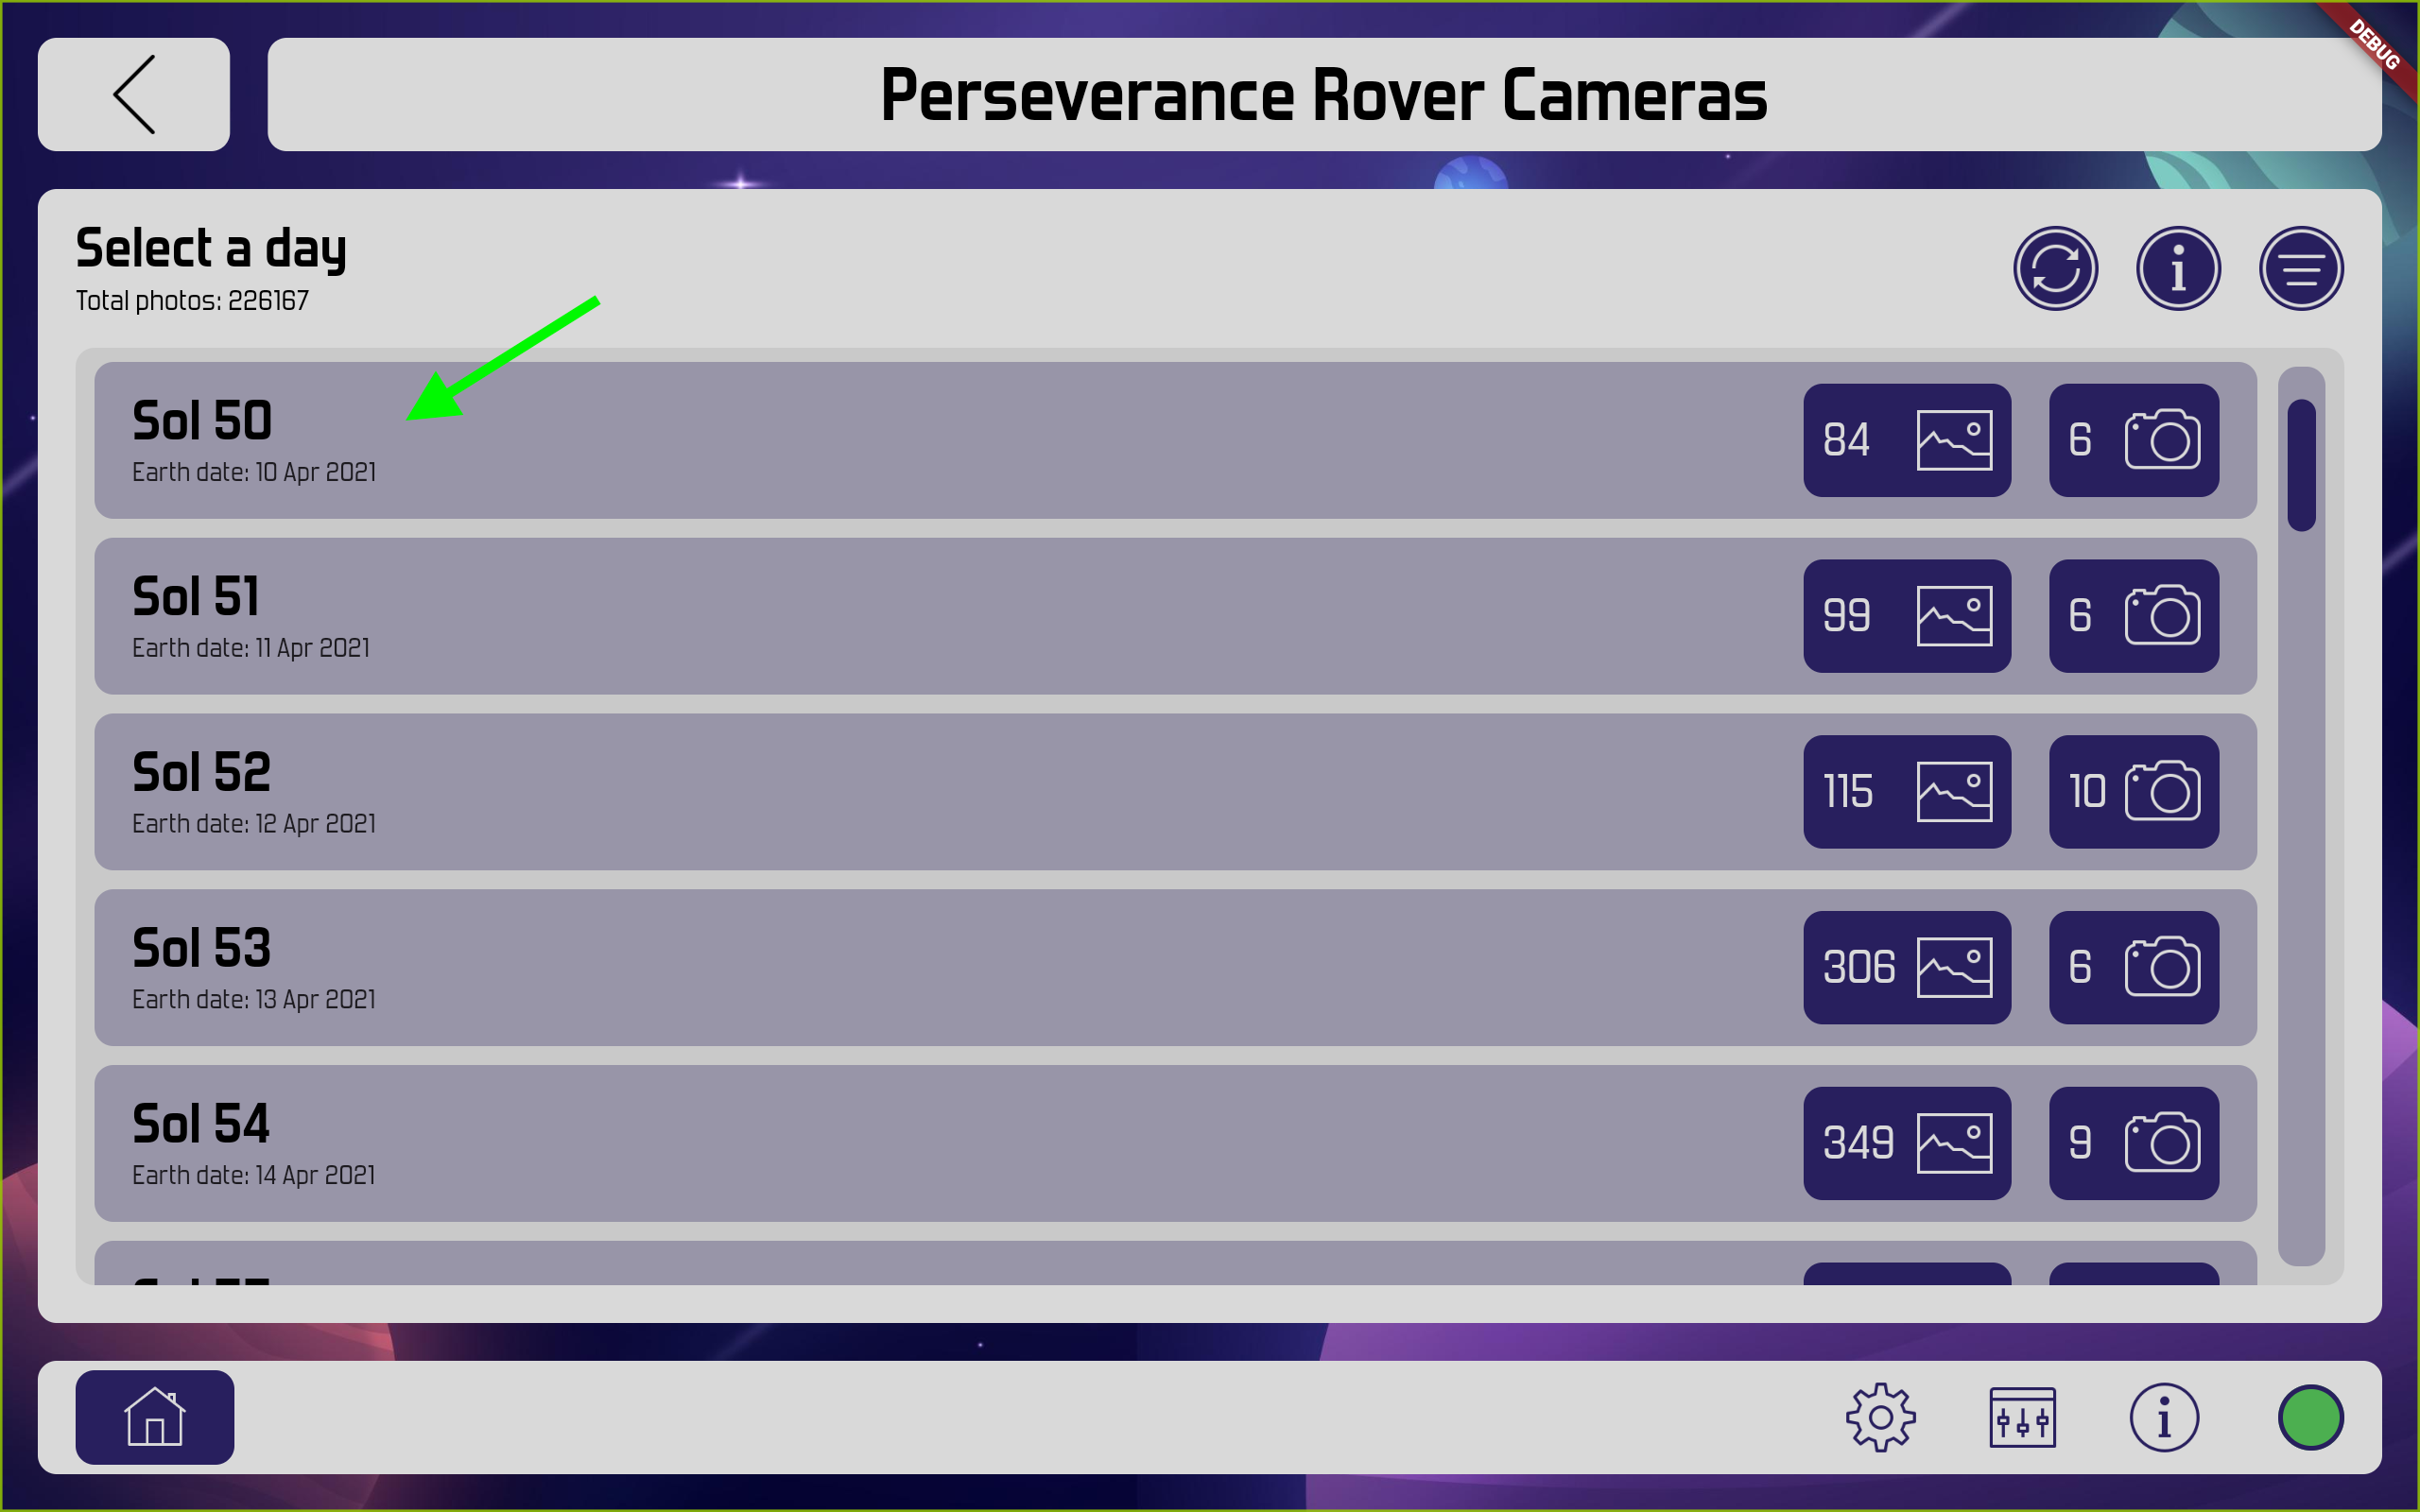 DEBUG
Perseverance Rover Cameras
Select a day
Total photos: 226167
Sol 50
Earth date: 10 Apr 2021
84
6
Sol 51
Earth date: 11 Apr 2021
99
6
Sol 52
Earth date: 12 Apr 2021
115
10
Sol 53
Earth date: 13 Apr 2021
306
6
Sol 54
Earth date: 14 Apr 2021
349
9